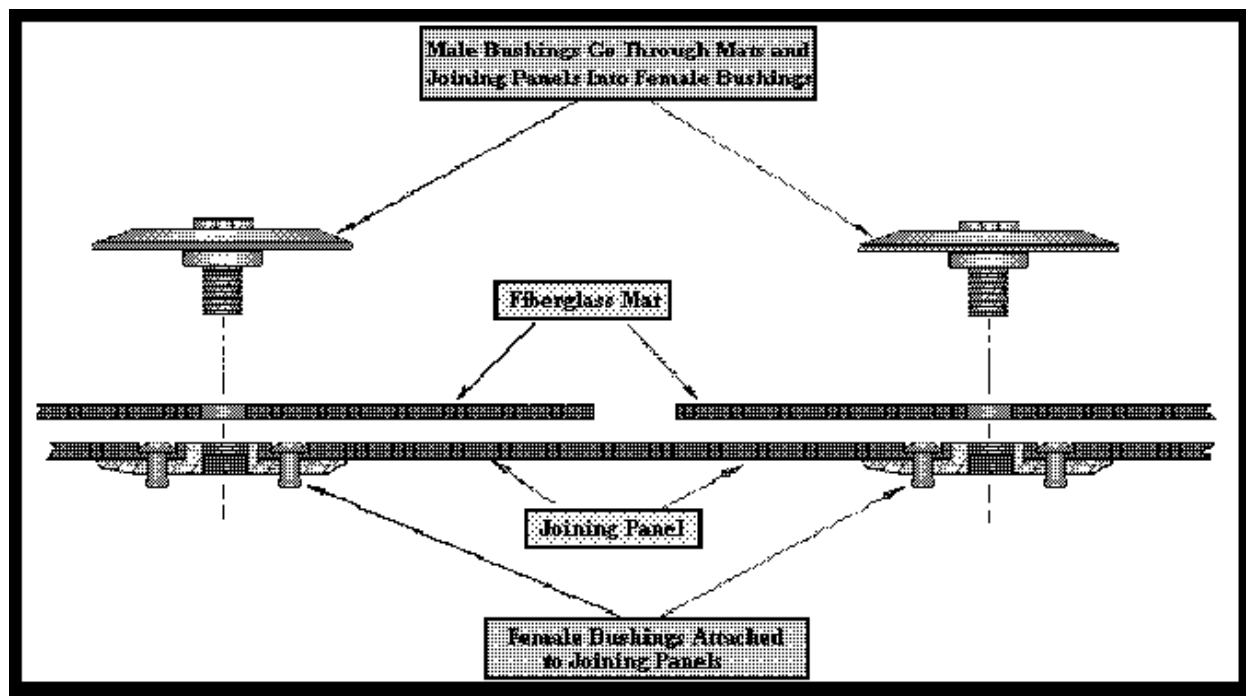 Male Bushings Go Through Mats and
Joining Panels Into Female Bushings
Fiberglass Mat
Joining Panel
Female Bushings Attached
to Joining Panels